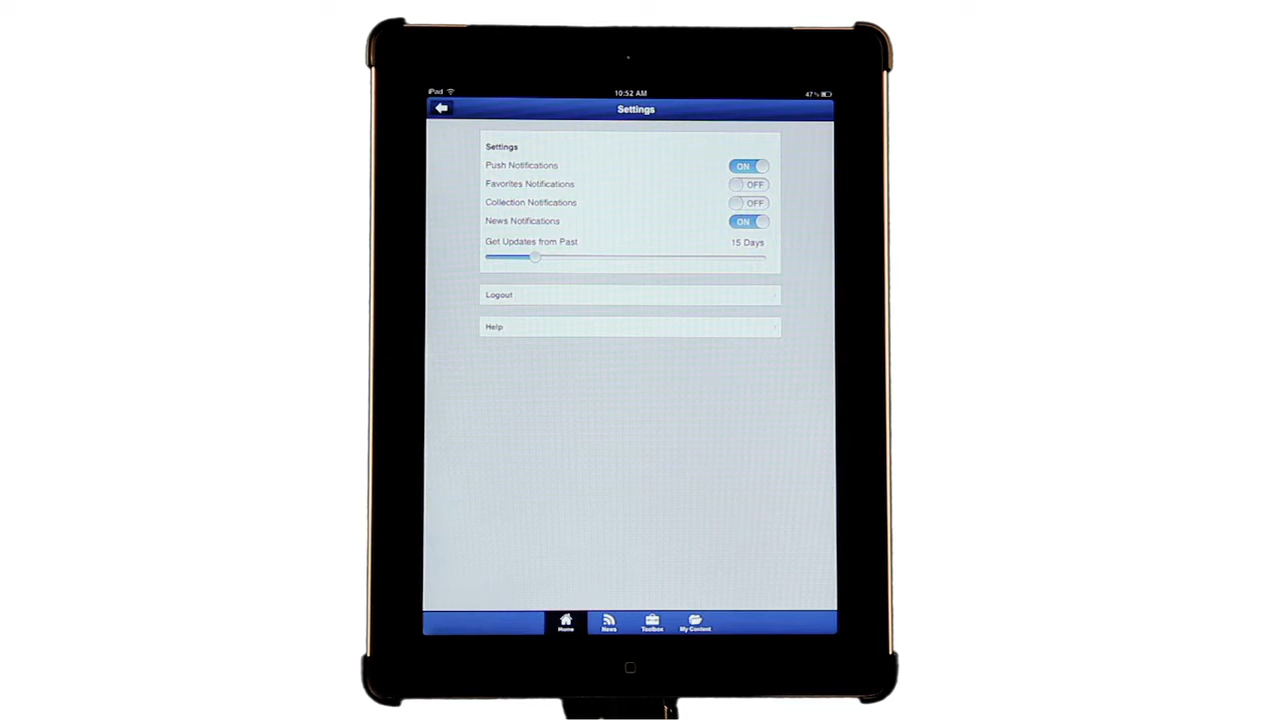 iPad 10:52 AM 47%
Settings
Settings
Push Notifications ON
Favorites Notifications OFF
Collection Notifications OFF
News Notifications ON
Get Updates from Past 15 Days
Logout
Help
Home News Toolbox My Content